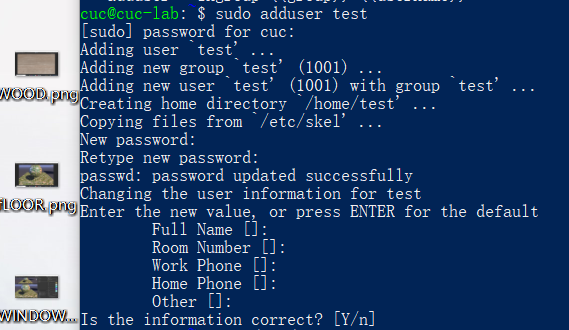 cuc@cuc-lab:~$ sudo adduser test
[sudo] password for cuc:
Adding user `test' ...
Adding new group `test' (1001) ...
Adding new user `test' (1001) with group `test' ...
Creating home directory `/home/test' ...
Copying files from `/etc/skel' ...
New password:
Retype new password:
passwd: password updated successfully
Changing the user information for test
Enter the new value, or press ENTER for the default
Full Name []:
Room Number []:
Work Phone []:
Home Phone []:
Other []:
Is the information correct? [Y/n]
WOOD.png
FLOOR.png
WINDOW...